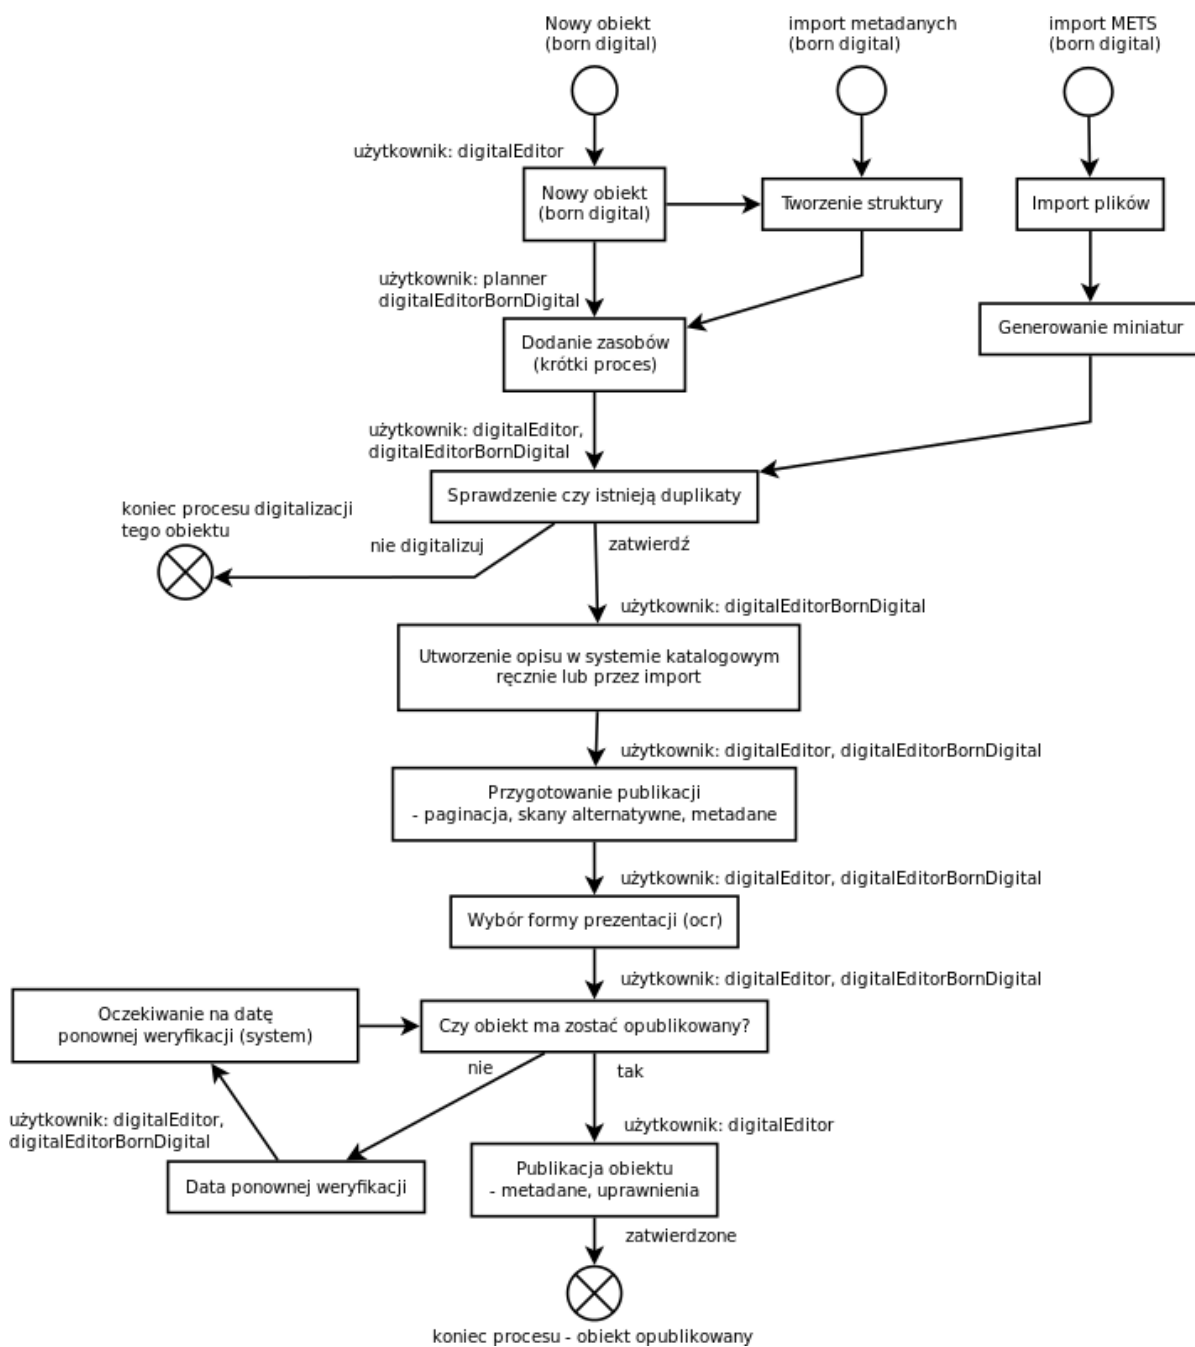 Nowy obiekt
(born digital)
import metadanych
(born digital)
import METS
(born digital)
użytkownik: digitalEditor
Nowy obiekt
(born digital)
Tworzenie struktury
Import plików
użytkownik: planner
digitalEditorBornDigital
Dodanie zasobów
(krótki proces)
Generowanie miniatur
użytkownik: digitalEditor,
digitalEditorBornDigital
Sprawdzenie czy istnieją duplikaty
koniec procesu digitalizacji
tego obiektu
nie digitalizuj
zatwierdź
użytkownik: digitalEditorBornDigital
Utworzenie opisu w systemie katalogowym
ręcznie lub przez import
użytkownik: digitalEditor, digitalEditorBornDigital
Przygotowanie publikacji
- paginacja, skany alternatywne, metadane
użytkownik: digitalEditor, digitalEditorBornDigital
Wybór formy prezentacji (ocr)
użytkownik: digitalEditor, digitalEditorBornDigital
Oczekiwanie na datę
ponownej weryfikacji (system)
Czy obiekt ma zostać opublikowany?
nie
tak
użytkownik: digitalEditor,
digitalEditorBornDigital
użytkownik: digitalEditor
Data ponownej weryfikacji
Publikacja obiektu
- metadane, uprawnienia
zatwierdzone
koniec procesu - obiekt opublikowany